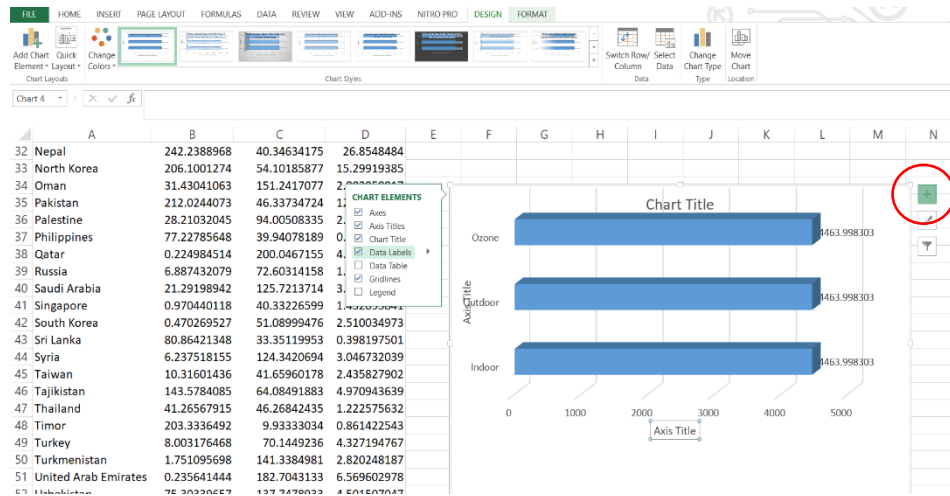 FILE HOME INSERT PAGE LAYOUT FORMULAS DATA REVIEW VIEW ADD-INS NITRO PRO DESIGN FORMAT
Add Chart Quick Change Switch Row/ Select Change Move
Element Layout Colors Column Data Chart Type Chart
Chart Layouts Chart Styles Data Type Location
Chart 4 fx
A B C D E F G H I J K L M N
32 Nepal 242.2388968 40.34634175 26.8548484
33 North Korea 206.1001274 54.10185877 15.29919385
34 Oman 31.43041063 151.2417077
35 Pakistan 212.0244073 46.33734724
36 Palestine 28.21032045 94.00508335
37 Philippines 77.22785648 39.94078189
38 Qatar 0.224984514 200.0467155
39 Russia 6.887432079 72.60314158
40 Saudi Arabia 21.29198942 125.7213714
41 Singapore 0.970440118 40.33226599
42 South Korea 0.470269527 51.08999476 2.510034973
43 Sri Lanka 80.86421348 33.35119953 0.398197501
44 Syria 6.237518155 124.3420694 3.046732039
45 Taiwan 10.31601436 41.65960178 2.435827902
46 Tajikistan 143.5784085 64.08491883 4.970943639
47 Thailand 41.26567915 46.26842435 1.222575632
48 Timor 203.3336492 9.93333034 0.861422543
49 Turkey 8.003176468 70.1449236 4.327194767
50 Turkmenistan 1.751095698 141.3384981 2.820248187
51 United Arab Emirates 0.235641444 182.7043133 6.569602978
52 Uzbekistan 75.30339657 137.7478933 4.501507047
CHART ELEMENTS
Axes
Axis Titles
Chart Title
Data Labels
Data Table
Gridlines
Legend
Chart Title
Ozone 4463.998303
Outdoor 4463.998303
Indoor 4463.998303
Axis Title
0 1000 2000 3000 4000 5000
Axis Title